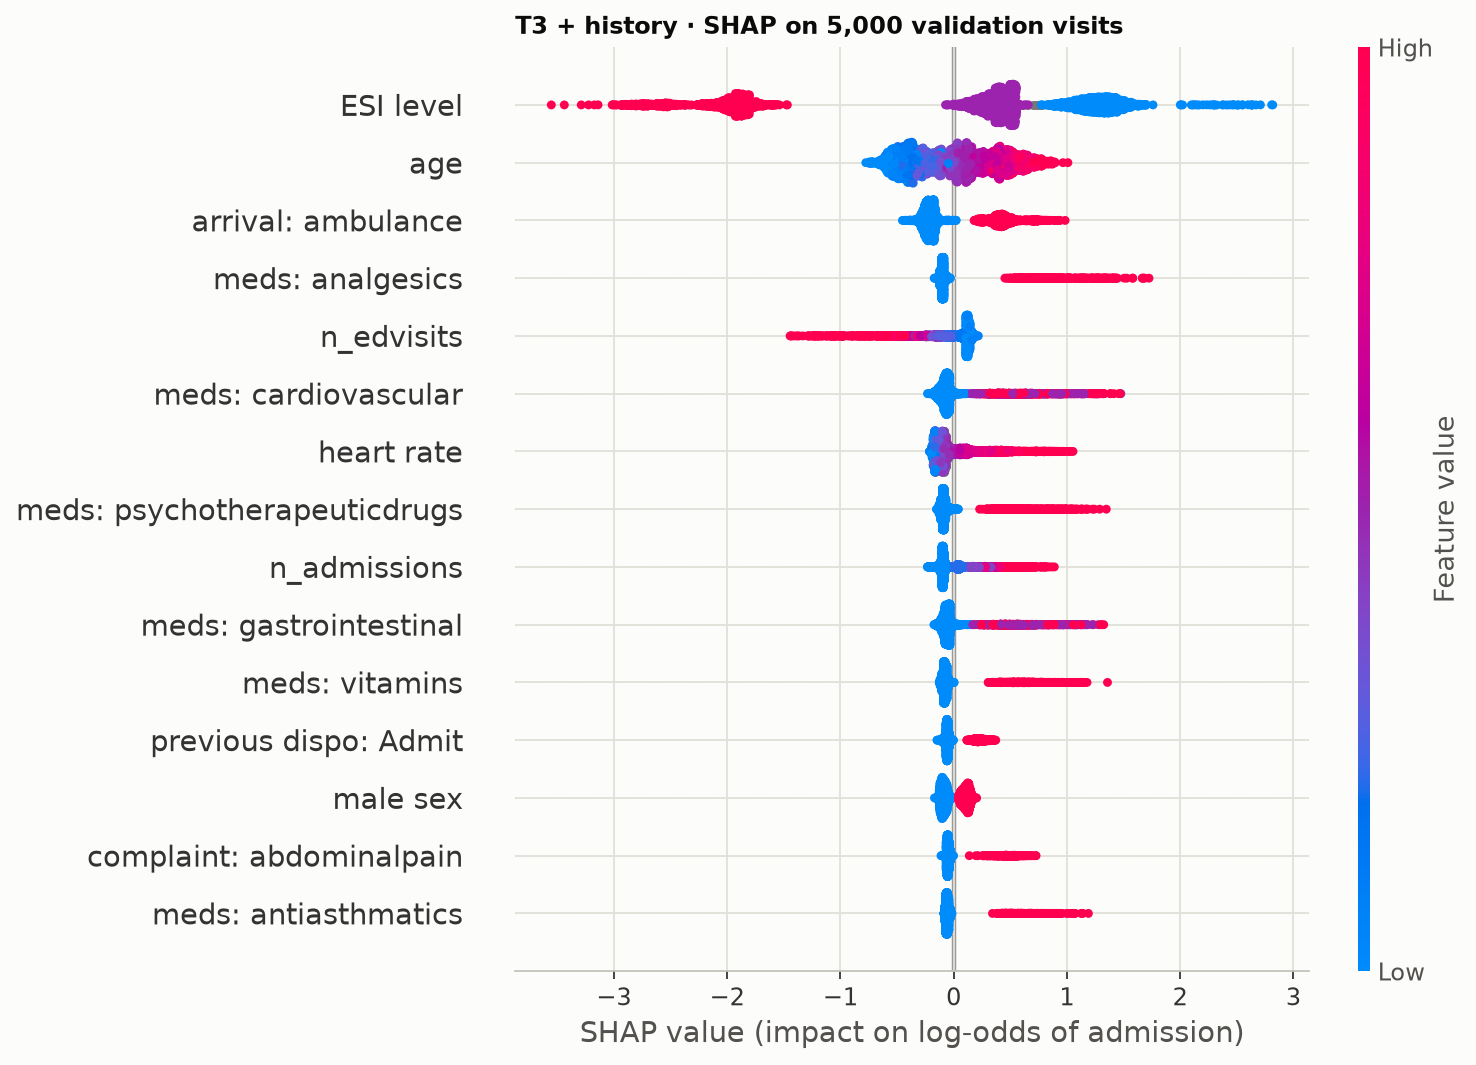 T3 + history · SHAP on 5,000 validation visits
High
ESI level
age
arrival: ambulance
meds: analgesics
n_edvisits
meds: cardiovascular
heart rate
meds: psychotherapeuticdrugs
n_admissions
meds: gastrointestinal
meds: vitamins
previous dispo: Admit
male sex
complaint: abdominalpain
meds: antiasthmatics
Feature value
Low
−3 −2 −1 0 1 2 3
SHAP value (impact on log-odds of admission)